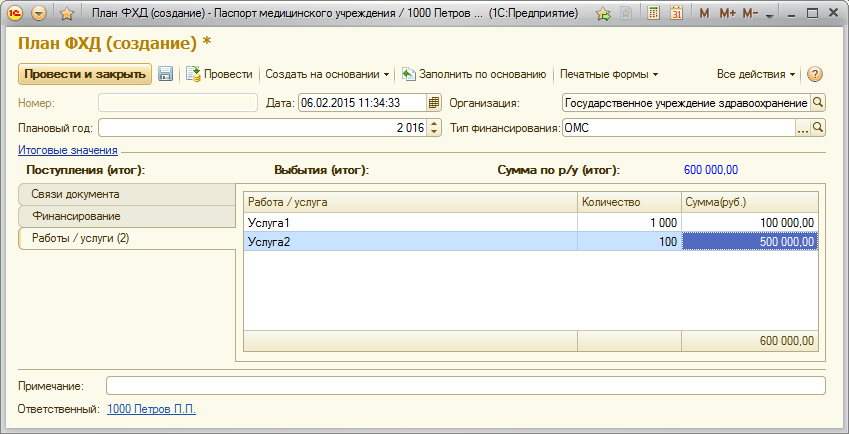 План ФХД (создание) - Паспорт медицинского учреждения / 1000 Петров ... (1С:Предприятие)
M M+ M-
План ФХД (создание) *
Провести и закрыть Провести Создать на основании Заполнить по основанию Печатные формы Все действия ?
Номер: Дата: 06.02.2015 11:34:33 Организация: Государственное учреждение здравоохранение
Плановый год: 2 016 Тип финансирования: ОМС ...
Итоговые значения
Поступления (итог): Выбытия (итог): Сумма по р/у (итог): 600 000,00
Связи документа
Финансирование
Работы / услуги (2)
Работа / услуга Количество Сумма(руб.)
Услуга1 1 000 100 000,00
Услуга2 100 500 000,00
600 000,00
Примечание:
Ответственный: 1000 Петров П.П.